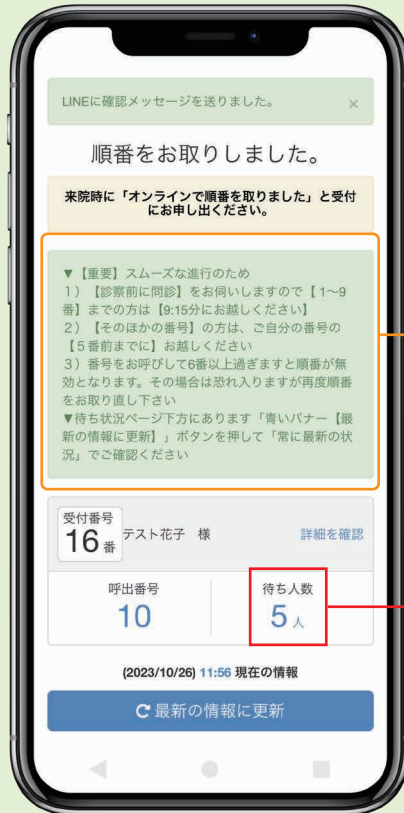 LINEに確認メッセージを送りました。 ×
順番をお取りしました。
来院時に「オンラインで順番を取りました」と受付
にお申し出ください。
▼【重要】スムーズな進行のため
1）【診察前に問診】をお伺いしますので【 1〜9
番】までの方は【9:15分にお越しください】
2）【そのほかの番号】の方は、ご自分の番号の
【５番前までに】お越しください
3）番号をお呼びして6番以上過ぎますと順番が無
効となります。その場合は恐れ入りますが再度順番
をお取り直し下さい
▼待ち状況ページ下方にあります「青いバナー【最
新の情報に更新】」ボタンを押して「常に最新の状
況」でご確認ください
受付番号
16番 テスト花子 様 詳細を確認
呼出番号 待ち人数
10 5人
(2023/10/26) 11:56 現在の情報
最新の情報に更新